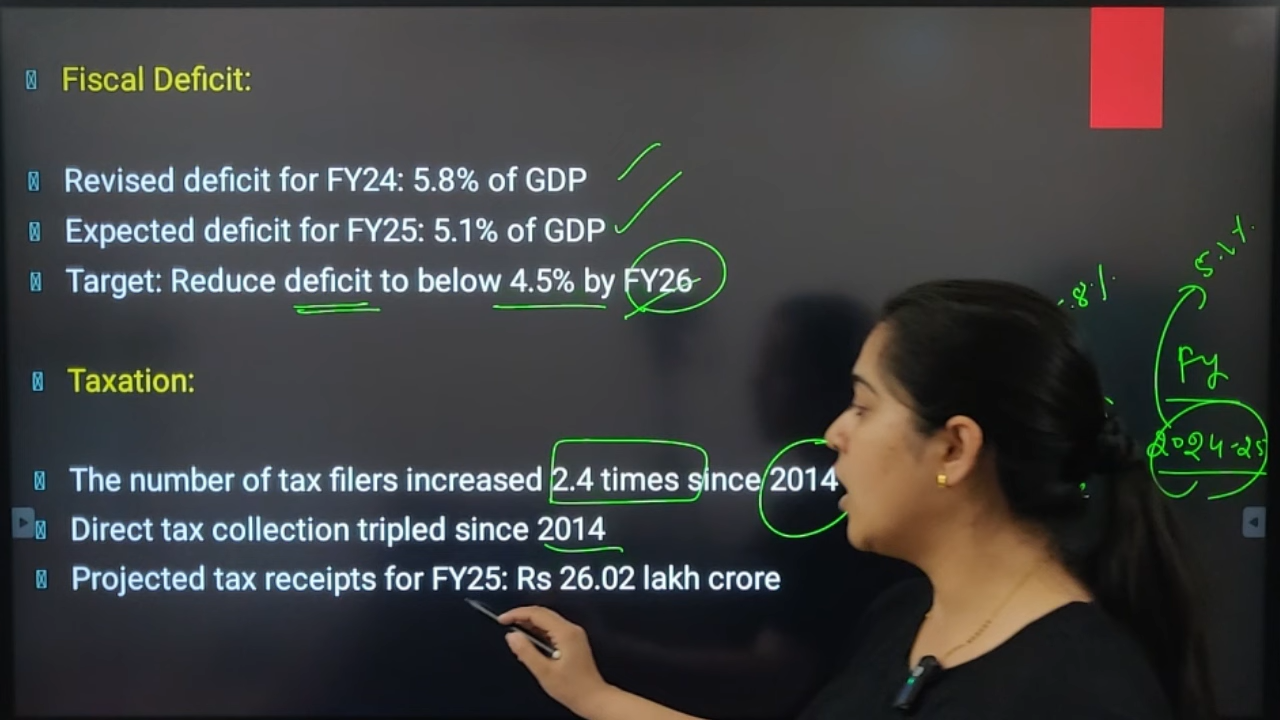 Fiscal Deficit:
Revised deficit for FY24: 5.8% of GDP
Expected deficit for FY25: 5.1% of GDP
Target: Reduce deficit to below 4.5% by FY26
Taxation:
The number of tax filers increased 2.4 times since 2014
Direct tax collection tripled since 2014
Projected tax receipts for FY25: Rs 26.02 lakh crore
.8%.
5.1%.
Fy
2024-25